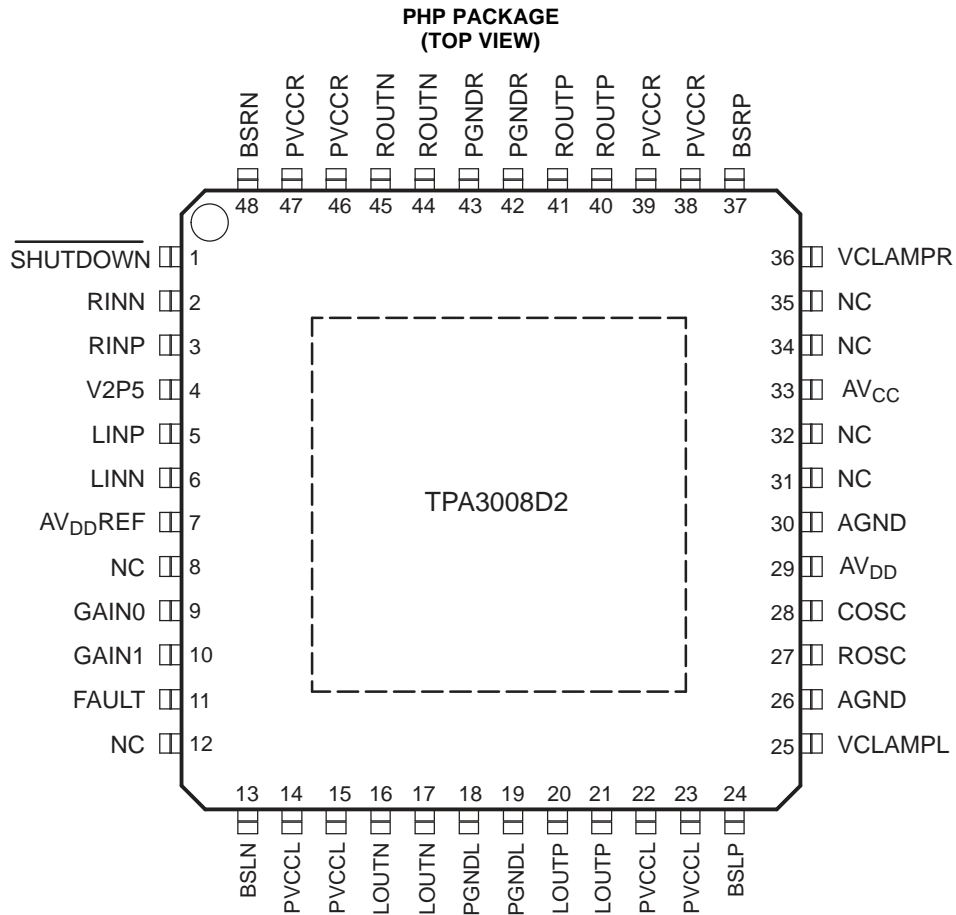 PHP PACKAGE
(TOP VIEW)
BSRN
PVCCR
PVCCR
ROUTN
ROUTN
PGNDR
PGNDR
ROUTP
ROUTP
PVCCR
PVCCR
BSRP
48 47 46 45 44 43 42 41 40 39 38 37
SHUTDOWN 1
RINN 2
RINP 3
V2P5 4
LINP 5
LINN 6
AVDDREF 7
NC 8
GAIN0 9
GAIN1 10
FAULT 11
NC 12
TPA3008D2
36 VCLAMPR
35 NC
34 NC
33 AVCC
32 NC
31 NC
30 AGND
29 AVDD
28 COSC
27 ROSC
26 AGND
25 VCLAMPL
13 14 15 16 17 18 19 20 21 22 23 24
BSLN
PVCCL
PVCCL
LOUTN
LOUTN
PGNDL
PGNDL
LOUTP
LOUTP
PVCCL
PVCCL
BSLP